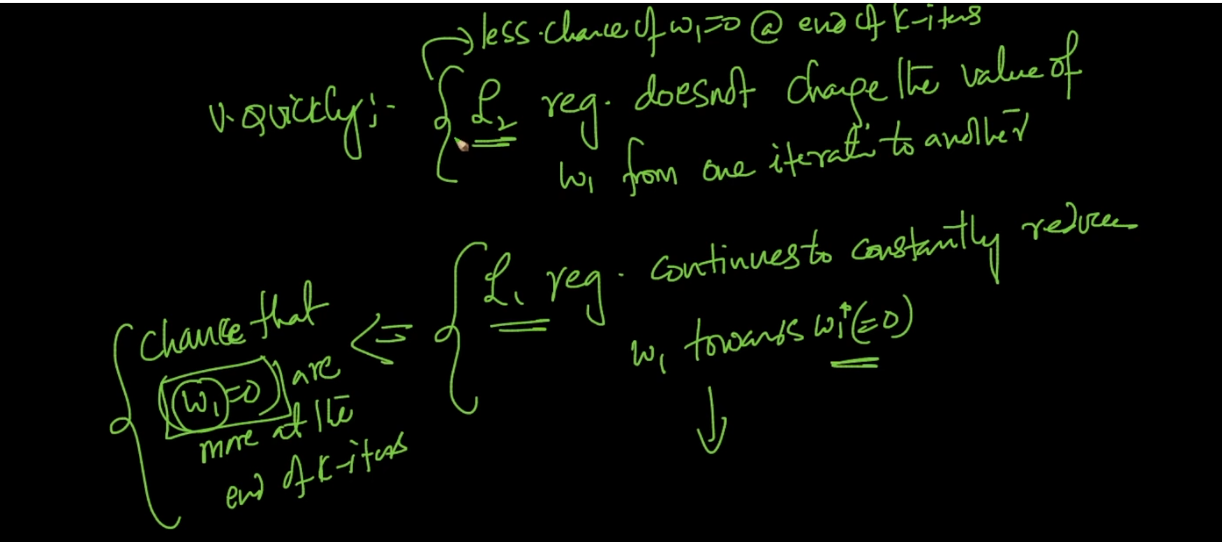 less chance of w₁=0 @ end of K-iters
V. Quickly:- L₂ reg. doesnot change the value of
w₁ from one iteratn to another
L₁ reg. continues to constantly reduce
w₁ towards w₁*(=0)
chance that <=
(w₁=0) are
more at the
end of K-iters